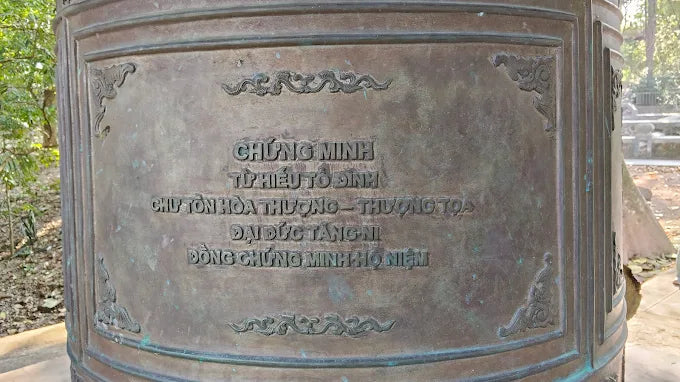 CHỨNG MINH
TỪ HIẾU TỔ ĐÌNH
CHƯ TÔN HÒA THƯỢNG – THƯỢNG TỌA
ĐẠI ĐỨC TĂNG NI
ĐỒNG CHỨNG MINH HỘ NIỆM